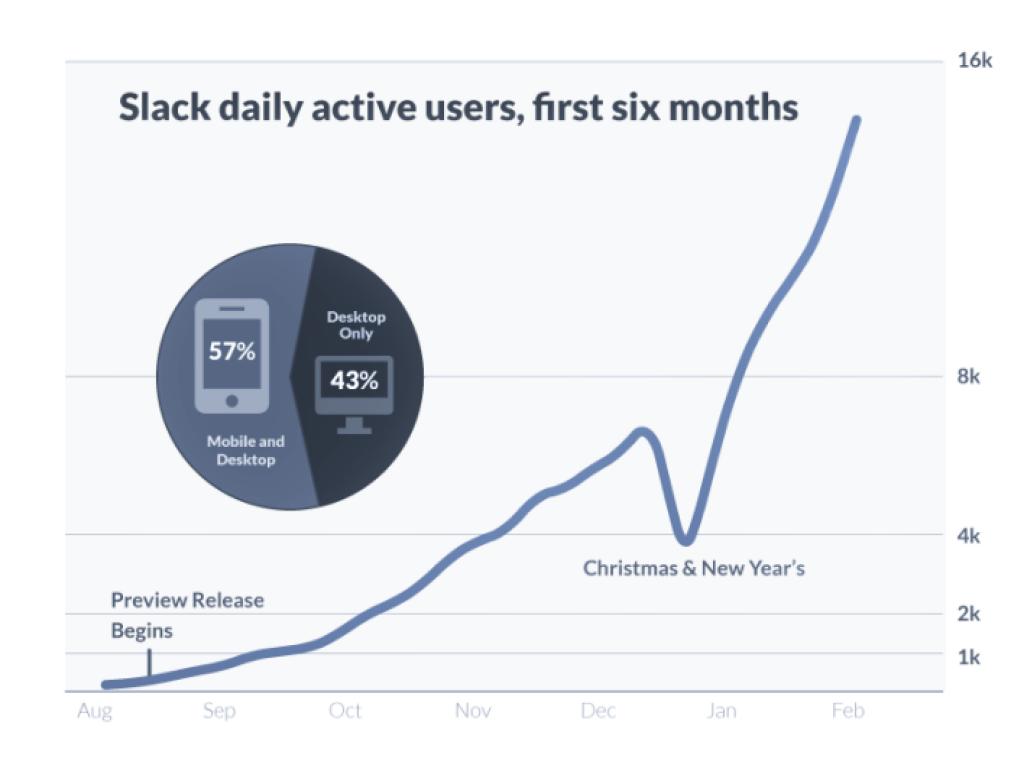 16k
Slack daily active users, first six months
57%
Mobile and
Desktop
Desktop
Only
43%
8k
4k
Christmas & New Year's
Preview Release
Begins
2k
1k
Aug Sep Oct Nov Dec Jan Feb